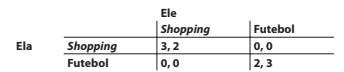 Ele
Shopping Futebol
Ela Shopping 3, 2 0, 0
Futebol 0, 0 2, 3